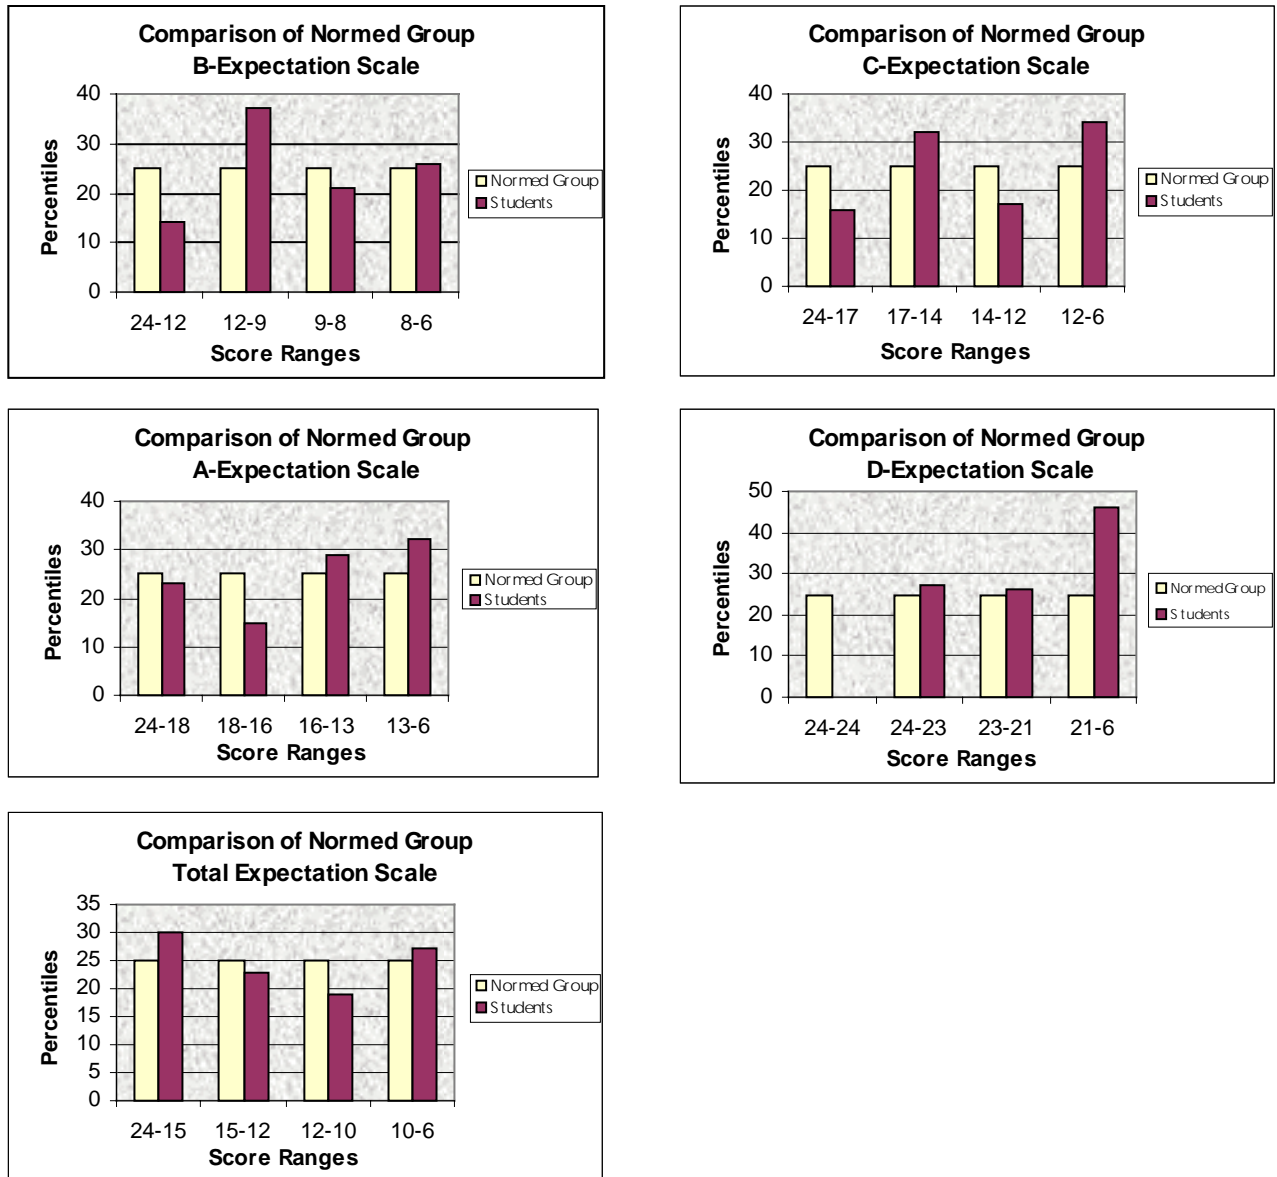 Comparison of Normed Group
B-Expectation Scale
40
30
20
10
0
Percentiles
24-12 12-9 9-8 8-6
Score Ranges
Normed Group
Students
Comparison of Normed Group
C-Expectation Scale
40
30
20
10
0
Percentiles
24-17 17-14 14-12 12-6
Score Ranges
Normed Group
Students
Comparison of Normed Group
A-Expectation Scale
40
30
20
10
0
Percentiles
24-18 18-16 16-13 13-6
Score Ranges
Normed Group
Students
Comparison of Normed Group
D-Expectation Scale
50
40
30
20
10
0
Percentiles
24-24 24-23 23-21 21-6
Score Ranges
Normed Group
Students
Comparison of Normed Group
Total Expectation Scale
35
30
25
20
15
10
5
0
Percentiles
24-15 15-12 12-10 10-6
Score Ranges
Normed Group
Students